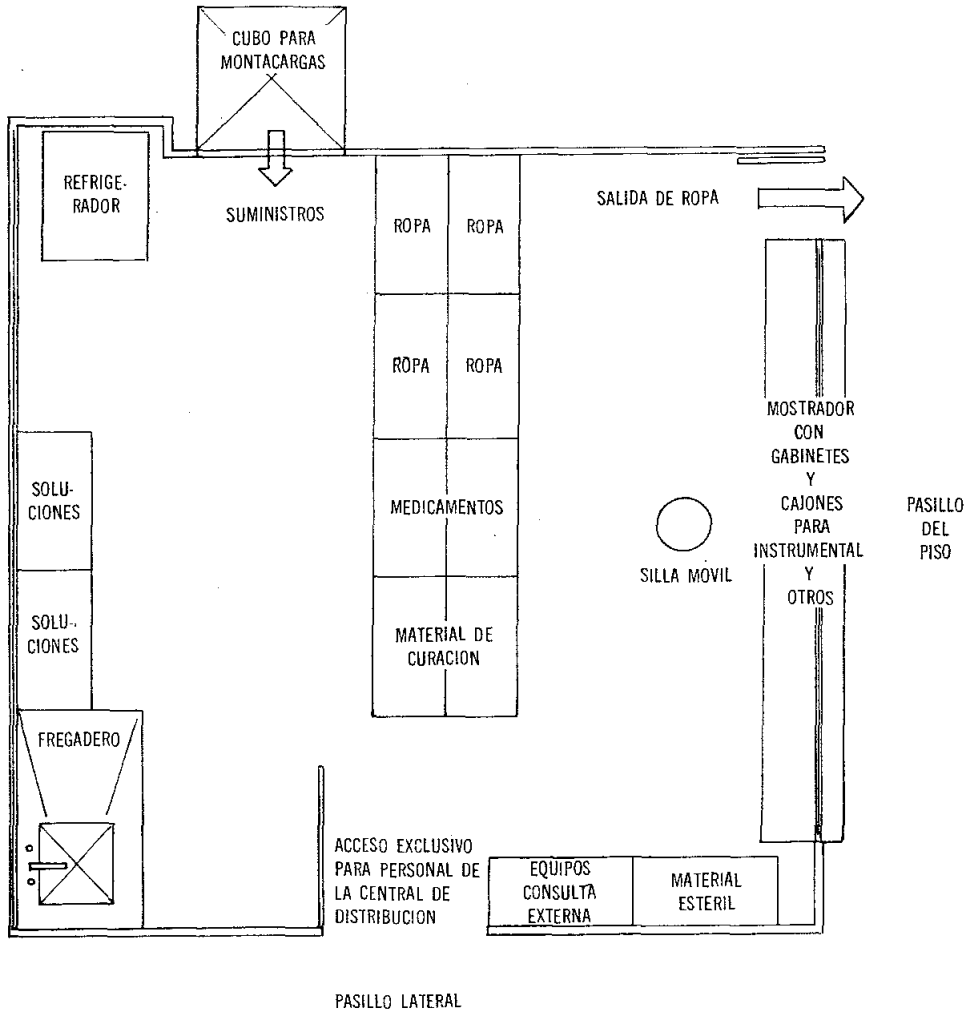 CUBO PARA
MONTACARGAS
REFRIGE-
RADOR
SUMINISTROS
ROPA
ROPA
SALIDA DE ROPA
ROPA
ROPA
MOSTRADOR
CON
GABINETES
Y
CAJONES
PARA
INSTRUMENTAL
Y
OTROS
PASILLO
DEL
PISO
SOLU-
CIONES
MEDICAMENTOS
SILLA MOVIL
SOLU-
CIONES
MATERIAL DE
CURACION
FREGADERO
ACCESO EXCLUSIVO
PARA PERSONAL DE
LA CENTRAL DE
DISTRIBUCION
EQUIPOS
CONSULTA
EXTERNA
MATERIAL
ESTERIL
PASILLO LATERAL